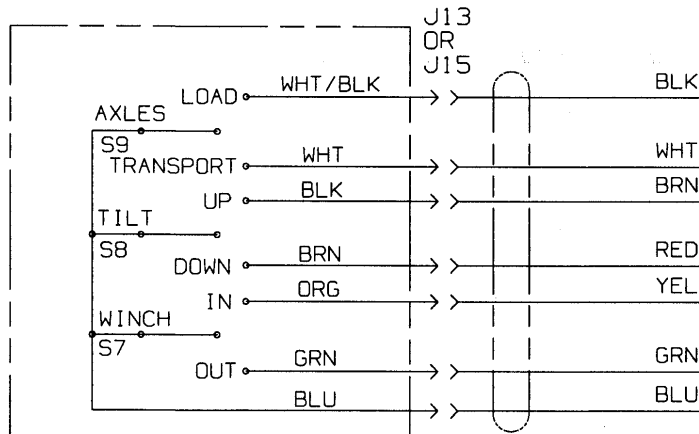 J13
OR
J15
LOAD WHT/BLK BLK
AXLES
S9
TRANSPORT WHT WHT
UP BLK BRN
TILT
S8
DOWN BRN RED
IN ORG YEL
WINCH
S7
OUT GRN GRN
BLU BLU